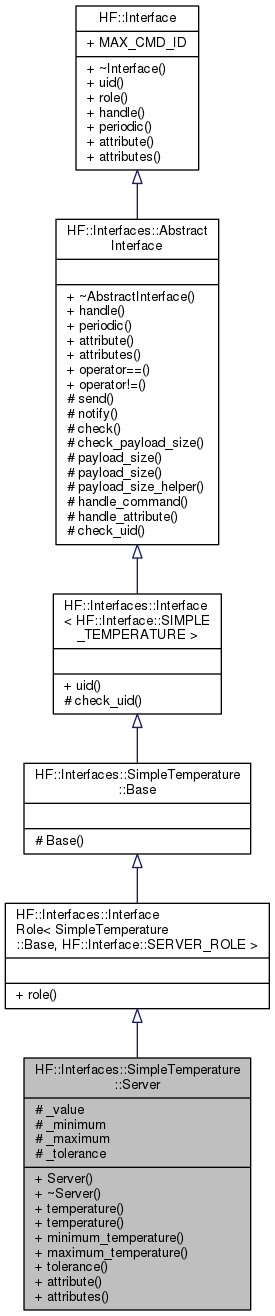 HF::Interface
+ MAX_CMD_ID
+ ~Interface()
+ uid()
+ role()
+ handle()
+ periodic()
+ attribute()
+ attributes()
HF::Interfaces::Abstract
Interface
+ ~AbstractInterface()
+ handle()
+ periodic()
+ attribute()
+ attributes()
+ operator==()
+ operator!=()
# send()
# notify()
# check()
# check_payload_size()
# payload_size()
# payload_size()
# payload_size_helper()
# handle_command()
# handle_attribute()
# check_uid()
HF::Interfaces::Interface
< HF::Interface::SIMPLE
_TEMPERATURE >
+ uid()
# check_uid()
HF::Interfaces::SimpleTemperature
::Base
# Base()
HF::Interfaces::Interface
Role< SimpleTemperature
::Base, HF::Interface::SERVER_ROLE >
+ role()
HF::Interfaces::SimpleTemperature
::Server
# _value
# _minimum
# _maximum
# _tolerance
+ Server()
+ ~Server()
+ temperature()
+ temperature()
+ minimum_temperature()
+ maximum_temperature()
+ tolerance()
+ attribute()
+ attributes()